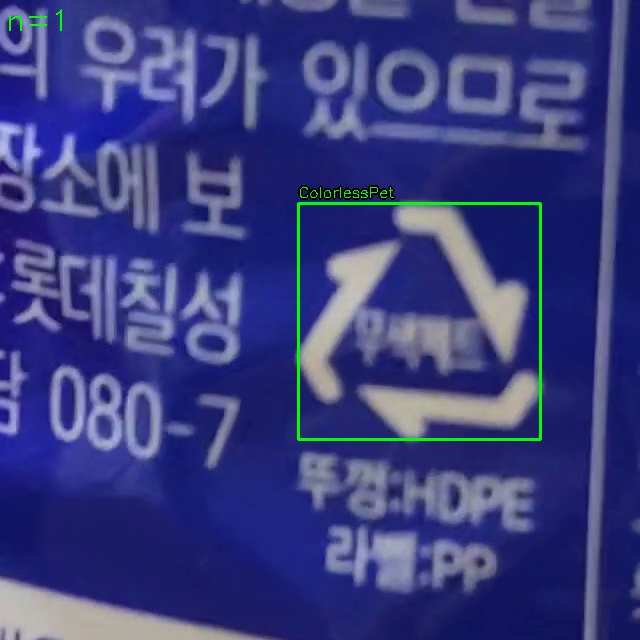 n=1
의 우려가 있으므로
장소에 보
롯데칠성
담 080-7
ColorlessPet
무색페트
뚜껑:HDPE
라벨:PP